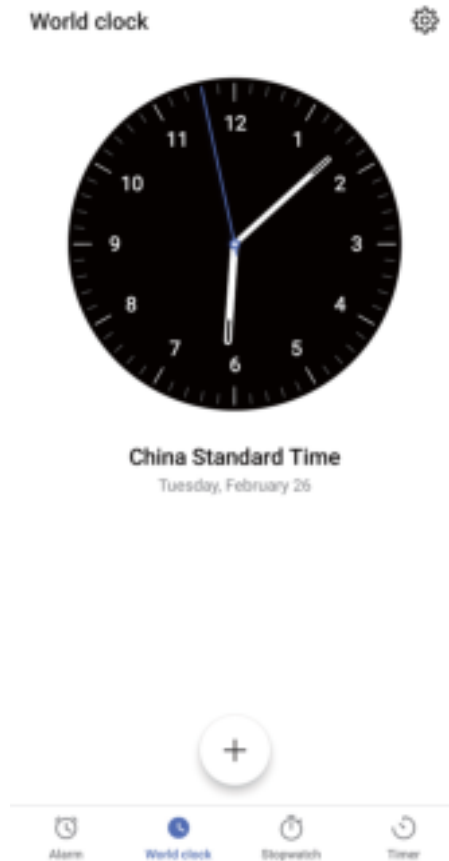 World clock
12
11 1
10 2
9 3
8 4
7 5
6
China Standard Time
Tuesday, February 26
+
Alarm World clock Stopwatch Timer